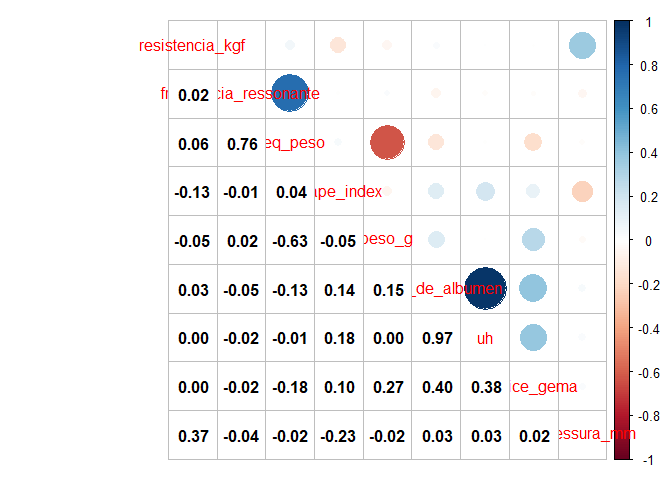 resistencia_kgf
0.02 cia_ressonante
0.06 0.76 eq_peso
-0.13 -0.01 0.04 ape_index
-0.05 0.02 -0.63 -0.05 peso_g
0.03 -0.05 -0.13 0.14 0.15 _de_albumen
0.00 -0.02 -0.01 0.18 0.00 0.97 uh
0.00 -0.02 -0.18 0.10 0.27 0.40 0.38 ice_gema
0.37 -0.04 -0.02 -0.23 -0.02 0.03 0.03 0.02 essura_mm
1
0.8
0.6
0.4
0.2
0
-0.2
-0.4
-0.6
-0.8
-1